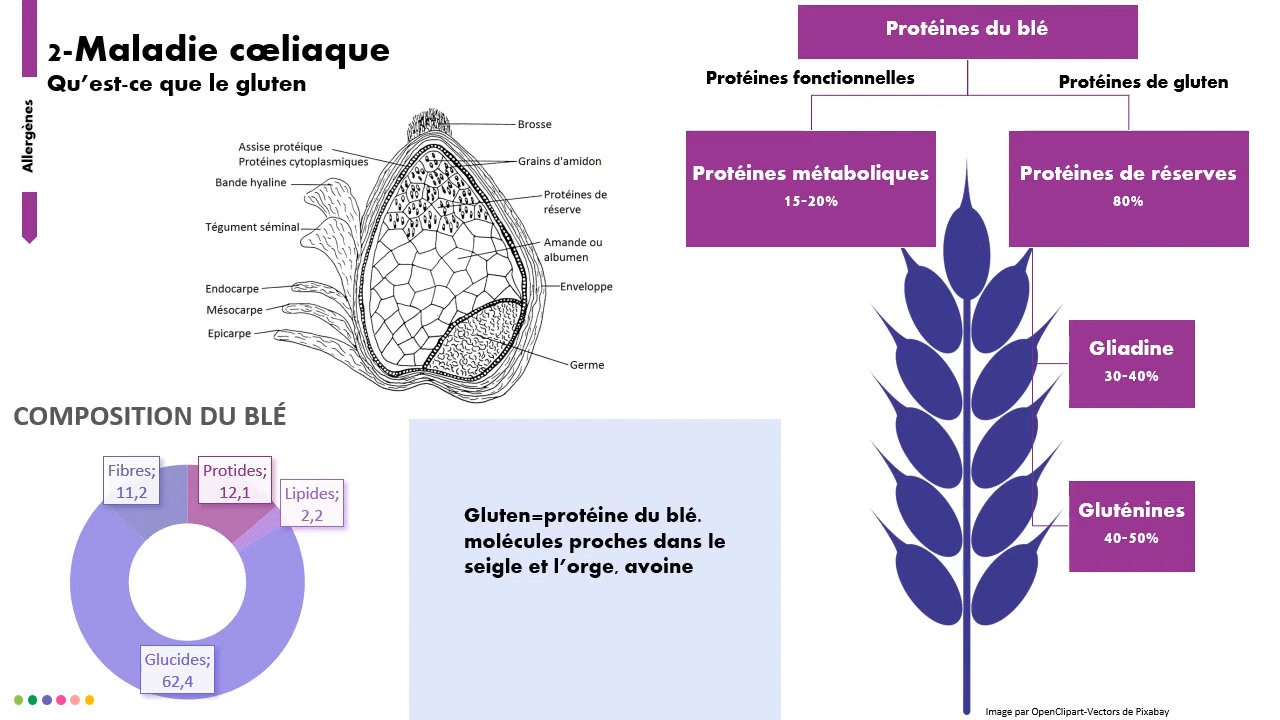 2-Maladie cœliaque
Qu’est-ce que le gluten
Allergènes
Brosse
Assise protéique
Protéines cytoplasmiques
Grains d'amidon
Bande hyaline
Protéines de
réserve
Tégument séminal
Amande ou
albumen
Endocarpe
Enveloppe
Mésocarpe
Epicarpe
Germe
COMPOSITION DU BLÉ
Fibres;
11,2
Protides;
12,1
Lipides;
2,2
Glucides;
62,4
Gluten=protéine du blé.
molécules proches dans le
seigle et l’orge, avoine
Protéines du blé
Protéines fonctionnelles
Protéines de gluten
Protéines métaboliques
15-20%
Protéines de réserves
80%
Gliadine
30-40%
Gluténines
40-50%
Image par OpenClipart-Vectors de Pixabay